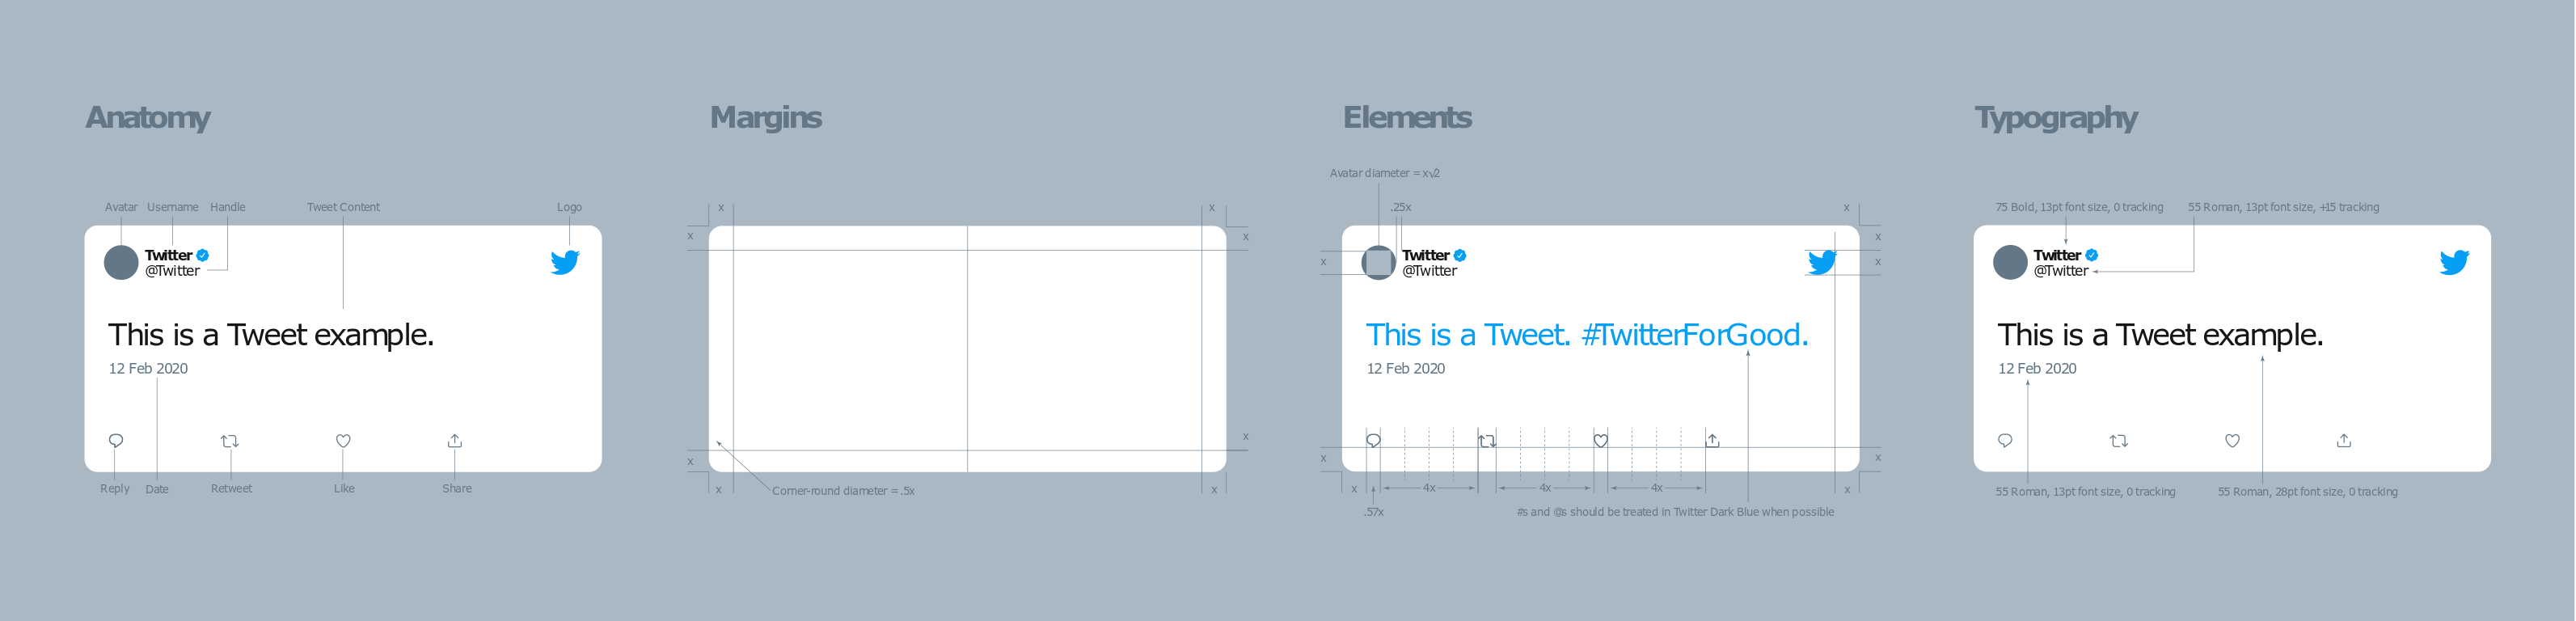 Anatomy
Avatar
Username
Handle
Tweet Content
Logo
Twitter
@Twitter
This is a Tweet example.
12 Feb 2020
Reply
Date
Retweet
Like
Share
Margins
x
x
x
x
x
x
x
x
Corner-round diameter = .5x
Elements
Avatar diameter = x√2
.25x
x
x
x
x
Twitter
@Twitter
This is a Tweet. #TwitterForGood.
12 Feb 2020
x
x
x
4x
4x
4x
x
.57x
#s and @s should be treated in Twitter Dark Blue when possible
Typography
75 Bold, 13pt font size, 0 tracking
55 Roman, 13pt font size, +15 tracking
Twitter
@Twitter
This is a Tweet example.
12 Feb 2020
55 Roman, 13pt font size, 0 tracking
55 Roman, 28pt font size, 0 tracking